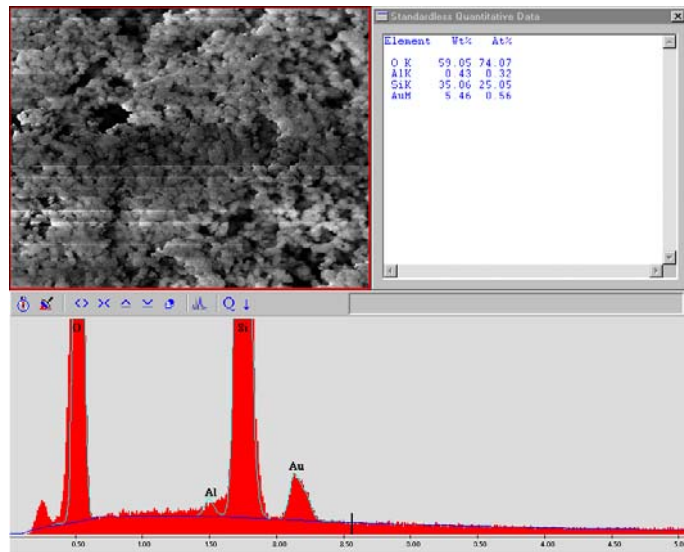 Standardless Quantitative Data
Element Wt% At%
O K 59.05 74.07
AlK 0.43 0.32
SiK 35.06 25.05
AuM 5.46 0.56
Q
O
Si
Al
Au
0.50 1.00 1.50 2.00 2.50 3.00 3.50 4.00 4.50 5.0